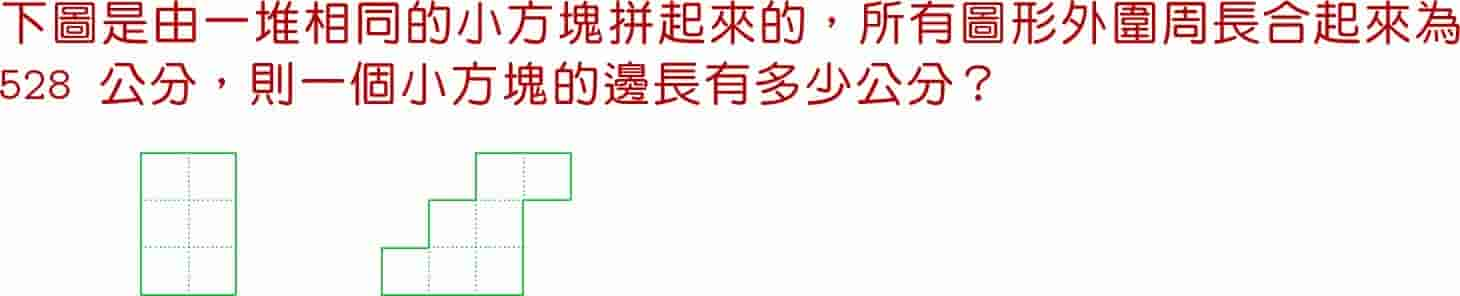 下圖是由一堆相同的小方塊拼起來的，所有圖形外圍周長合起來為
528 公分，則一個小方塊的邊長有多少公分？